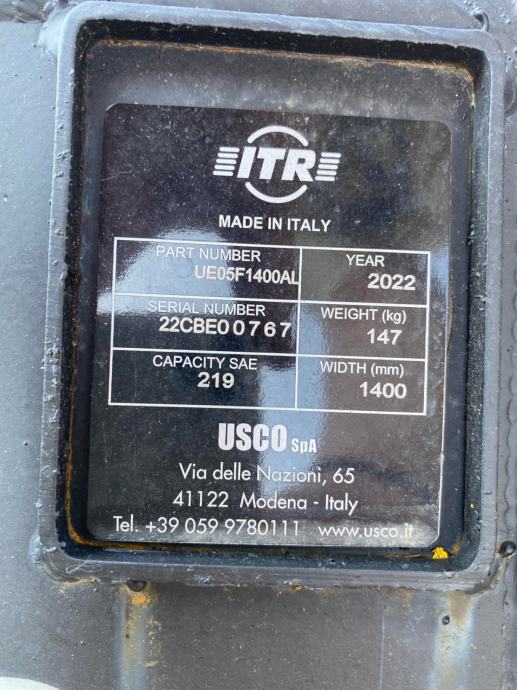 ITR
MADE IN ITALY
PART NUMBER
UE05F1400AL
YEAR
2022
SERIAL NUMBER
22CBE00767
WEIGHT (kg)
147
CAPACITY SAE
219
WIDTH (mm)
1400
USCO SpA
Via delle Nazioni, 65
41122 Modena - Italy
Tel. +39 059 9780111 www.usco.it